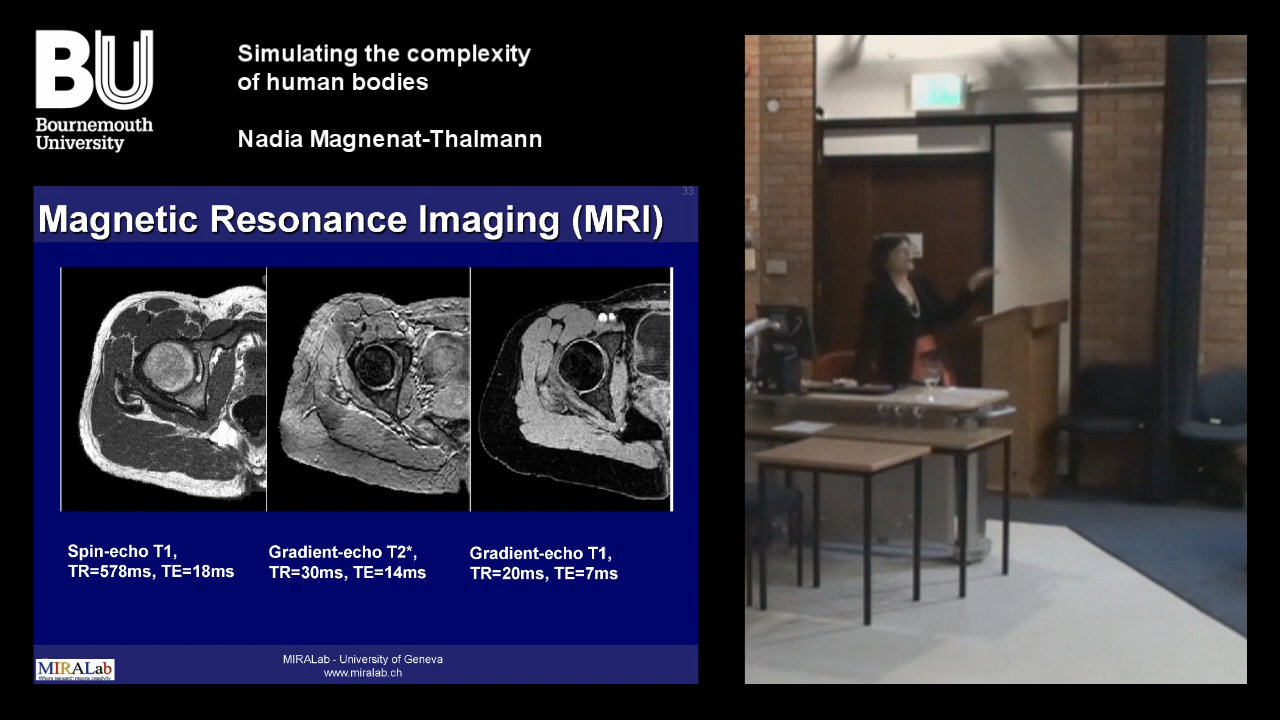 BU
Bournemouth
University
Simulating the complexity
of human bodies
Nadia Magnenat-Thalmann
33
Magnetic Resonance Imaging (MRI)
Spin-echo T1,
TR=578ms, TE=18ms
Gradient-echo T2*,
TR=30ms, TE=14ms
Gradient-echo T1,
TR=20ms, TE=7ms
MIRALab
MIRALab - University of Geneva
www.miralab.ch